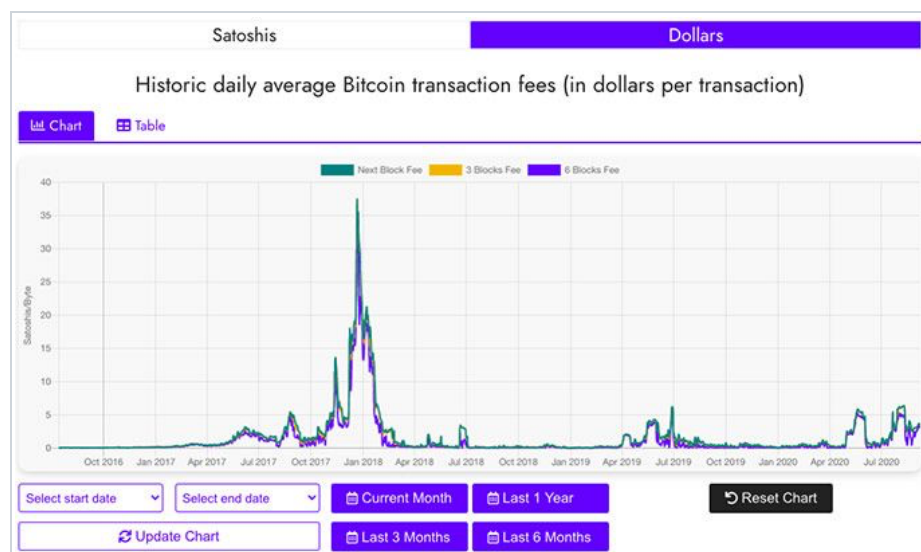 Satoshis Dollars
Historic daily average Bitcoin transaction fees (in dollars per transaction)
Chart Table
Next Block Fee 3 Blocks Fee 6 Blocks Fee
40
35
30
25
20
15
10
5
0
Satoshis/Byte
Oct 2016 Jan 2017 Apr 2017 Jul 2017 Oct 2017 Jan 2018 Apr 2018 Jul 2018 Oct 2018 Jan 2019 Apr 2019 Jul 2019 Oct 2019 Jan 2020 Apr 2020 Jul 2020
Select start date Select end date Current Month Last 1 Year Reset Chart
Update Chart Last 3 Months Last 6 Months